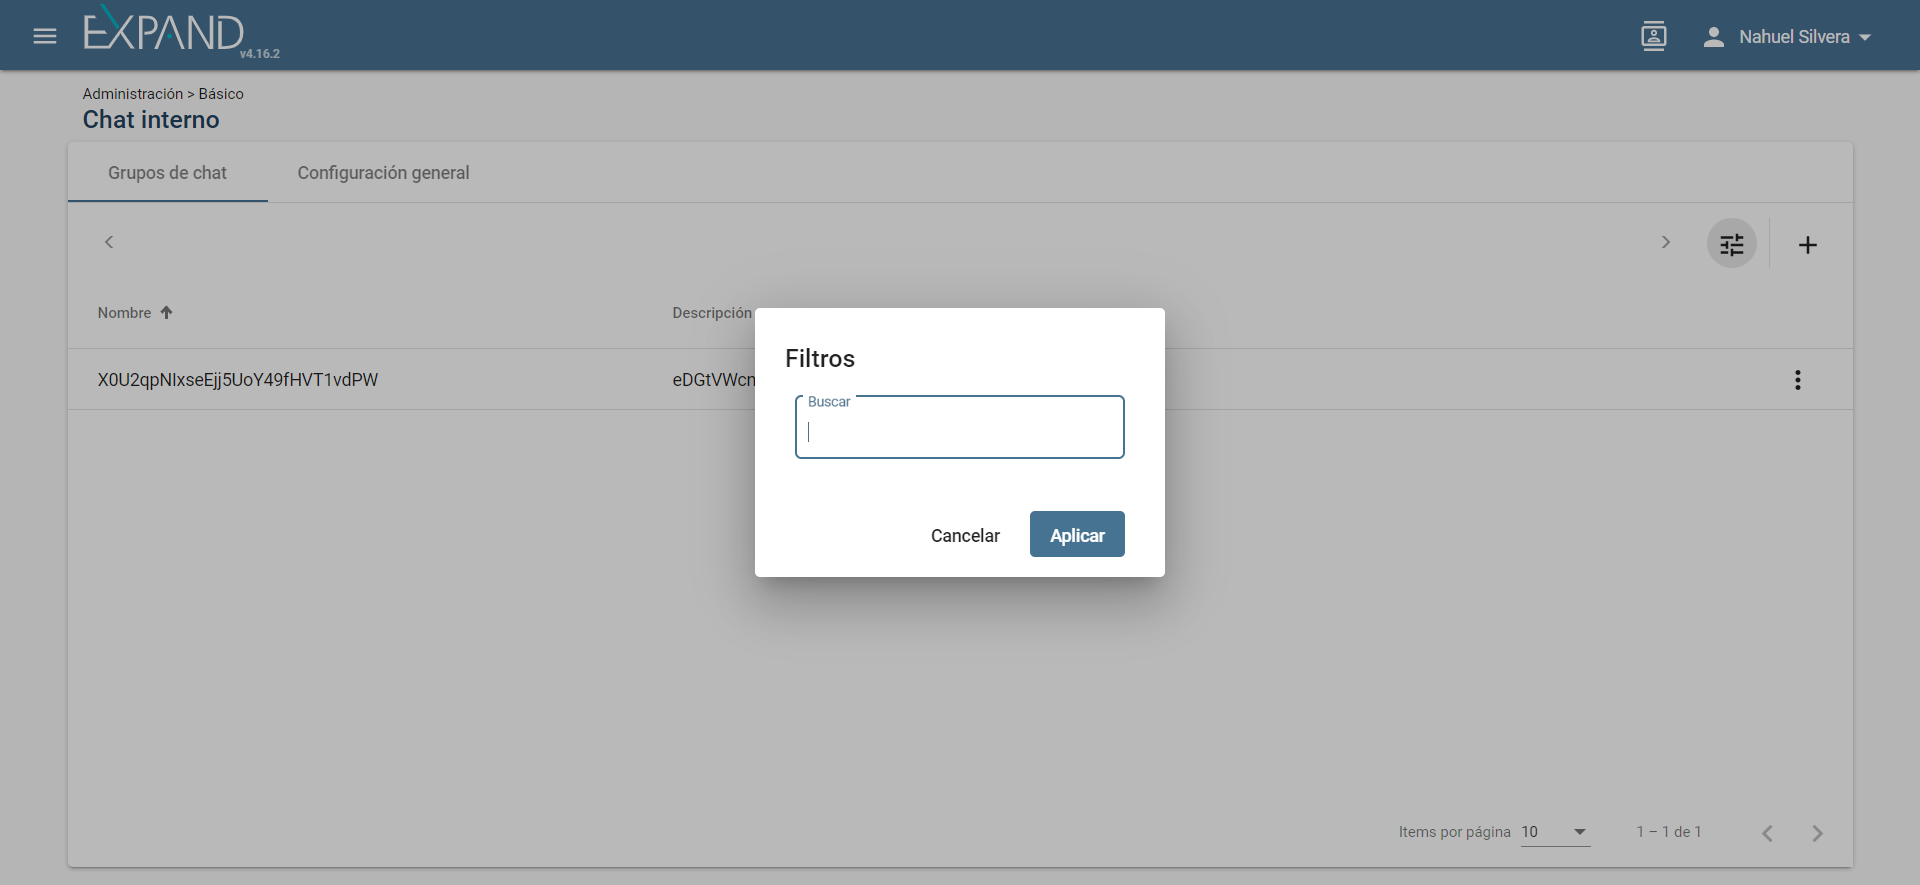 EXPAND
v4.16.2
Nahuel Silvera
Administración > Básico
Chat interno
Grupos de chat
Configuración general
Nombre
Descripción
X0U2qpNIxseEjj5UoY49fHVT1vdPW
eDGtVWcn
Filtros
Buscar
Cancelar
Aplicar
Items por página 10
1 – 1 de 1